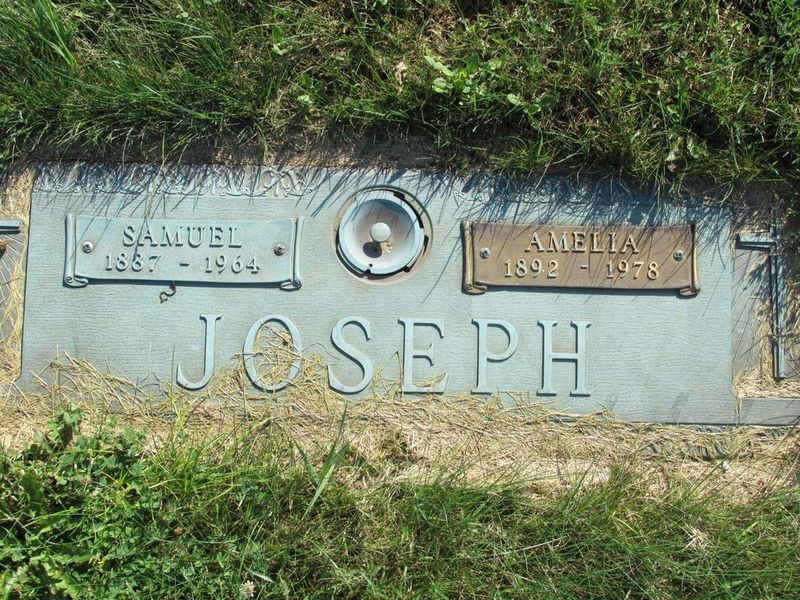 SAMUEL
1887 - 1964
AMELIA
1892 - 1978
JOSEPH